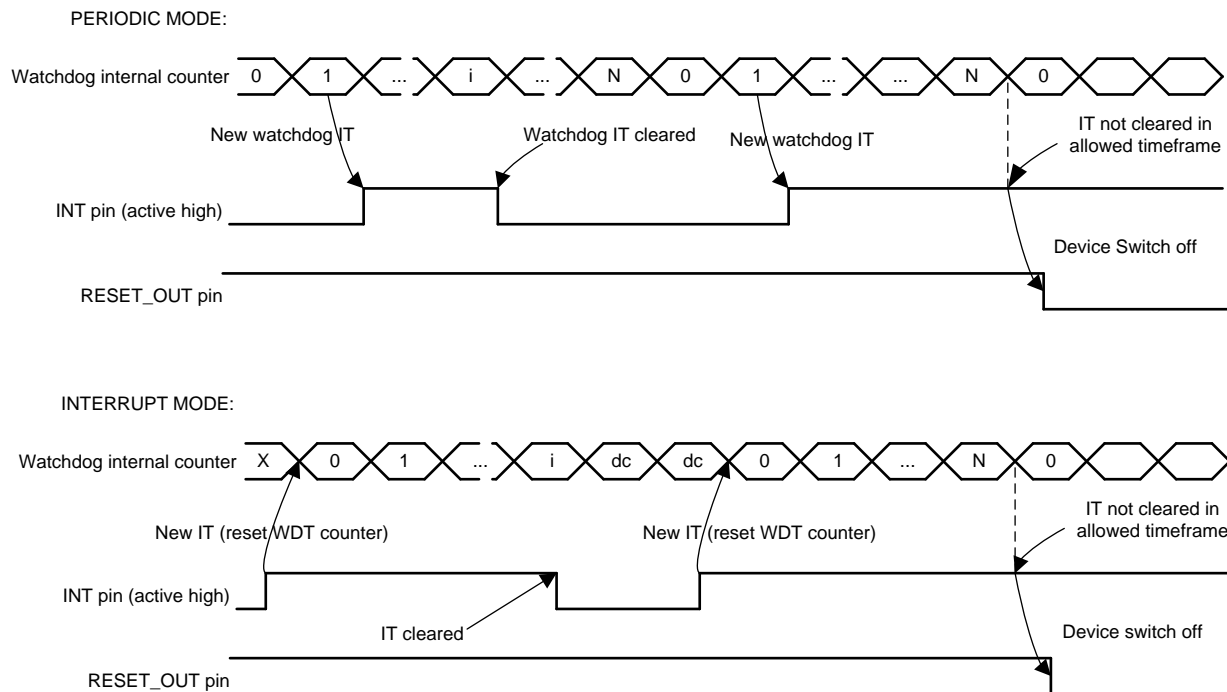 PERIODIC MODE:
Watchdog internal counter 0 1 ... i ... N 0 1 ... ... N 0
New watchdog IT
Watchdog IT cleared
New watchdog IT
IT not cleared in
allowed timeframe
INT pin (active high)
Device Switch off
RESET_OUT pin
INTERRUPT MODE:
Watchdog internal counter X 0 1 ... i dc dc 0 1 ... N 0
New IT (reset WDT counter)
New IT (reset WDT counter)
IT not cleared in
allowed timeframe
INT pin (active high)
IT cleared
Device switch off
RESET_OUT pin